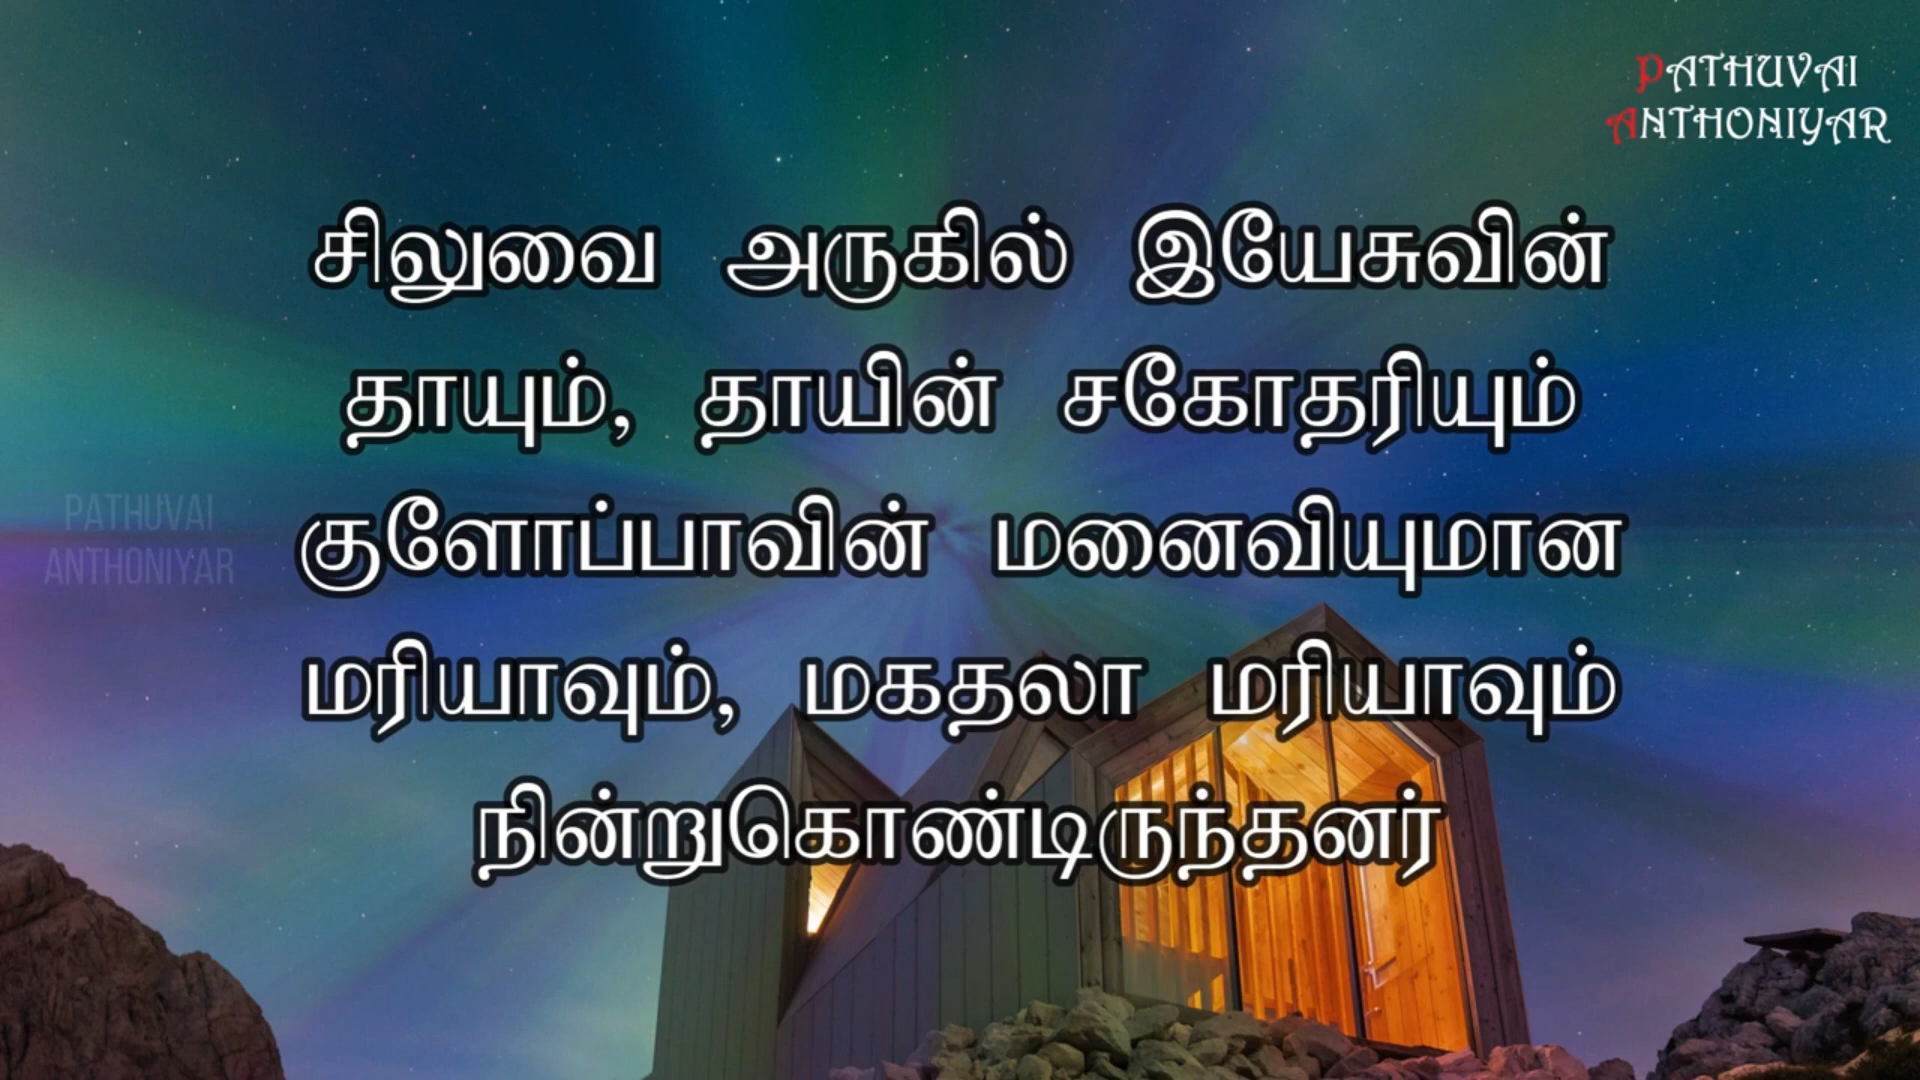 PATHUVAI
ANTHONIYAR
சிலுவை அருகில் இயேசுவின்
தாயும், தாயின் சகோதரியும்
குளோப்பாவின் மனைவியுமான
மரியாவும், மகதலா மரியாவும்
நின்றுகொண்டிருந்தனர்
PATHUVAI
ANTHONIYAR